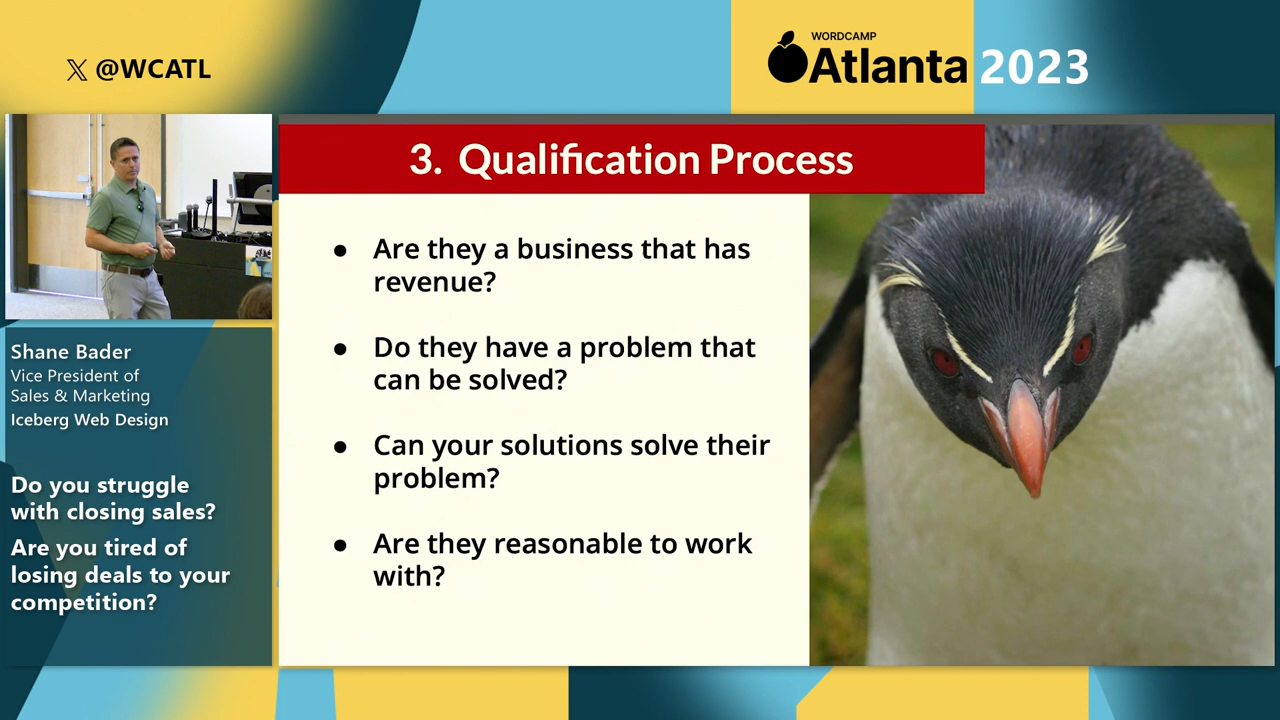 𝕏 @WCATL
WORDCAMP
Atlanta 2023
3. Qualification Process
● Are they a business that has
revenue?
● Do they have a problem that
can be solved?
● Can your solutions solve their
problem?
● Are they reasonable to work
with?
Shane Bader
Vice President of
Sales & Marketing
Iceberg Web Design
Do you struggle
with closing sales?
Are you tired of
losing deals to your
competition?